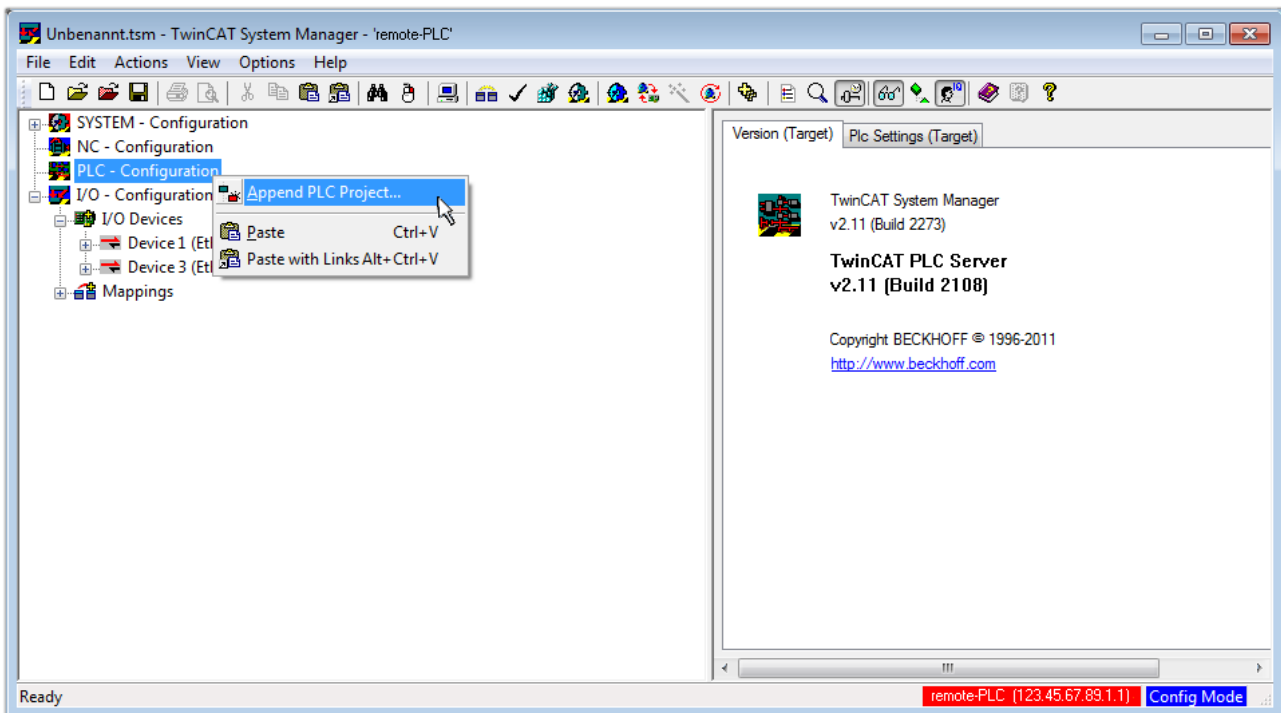 Unbenannt.tsm - TwinCAT System Manager - 'remote-PLC'
File Edit Actions View Options Help
SYSTEM - Configuration
NC - Configuration
PLC - Configuration
I/O - Configuration
I/O Devices
Device 1 (Etl
Device 3 (Etl
Mappings
Append PLC Project...
Paste Ctrl+V
Paste with Links Alt+Ctrl+V
Version (Target) Plc Settings (Target)
TwinCAT System Manager
v2.11 (Build 2273)
TwinCAT PLC Server
v2.11 (Build 2108)
Copyright BECKHOFF © 1996-2011
http://www.beckhoff.com
Ready
remote-PLC (123.45.67.89.1.1) Config Mode